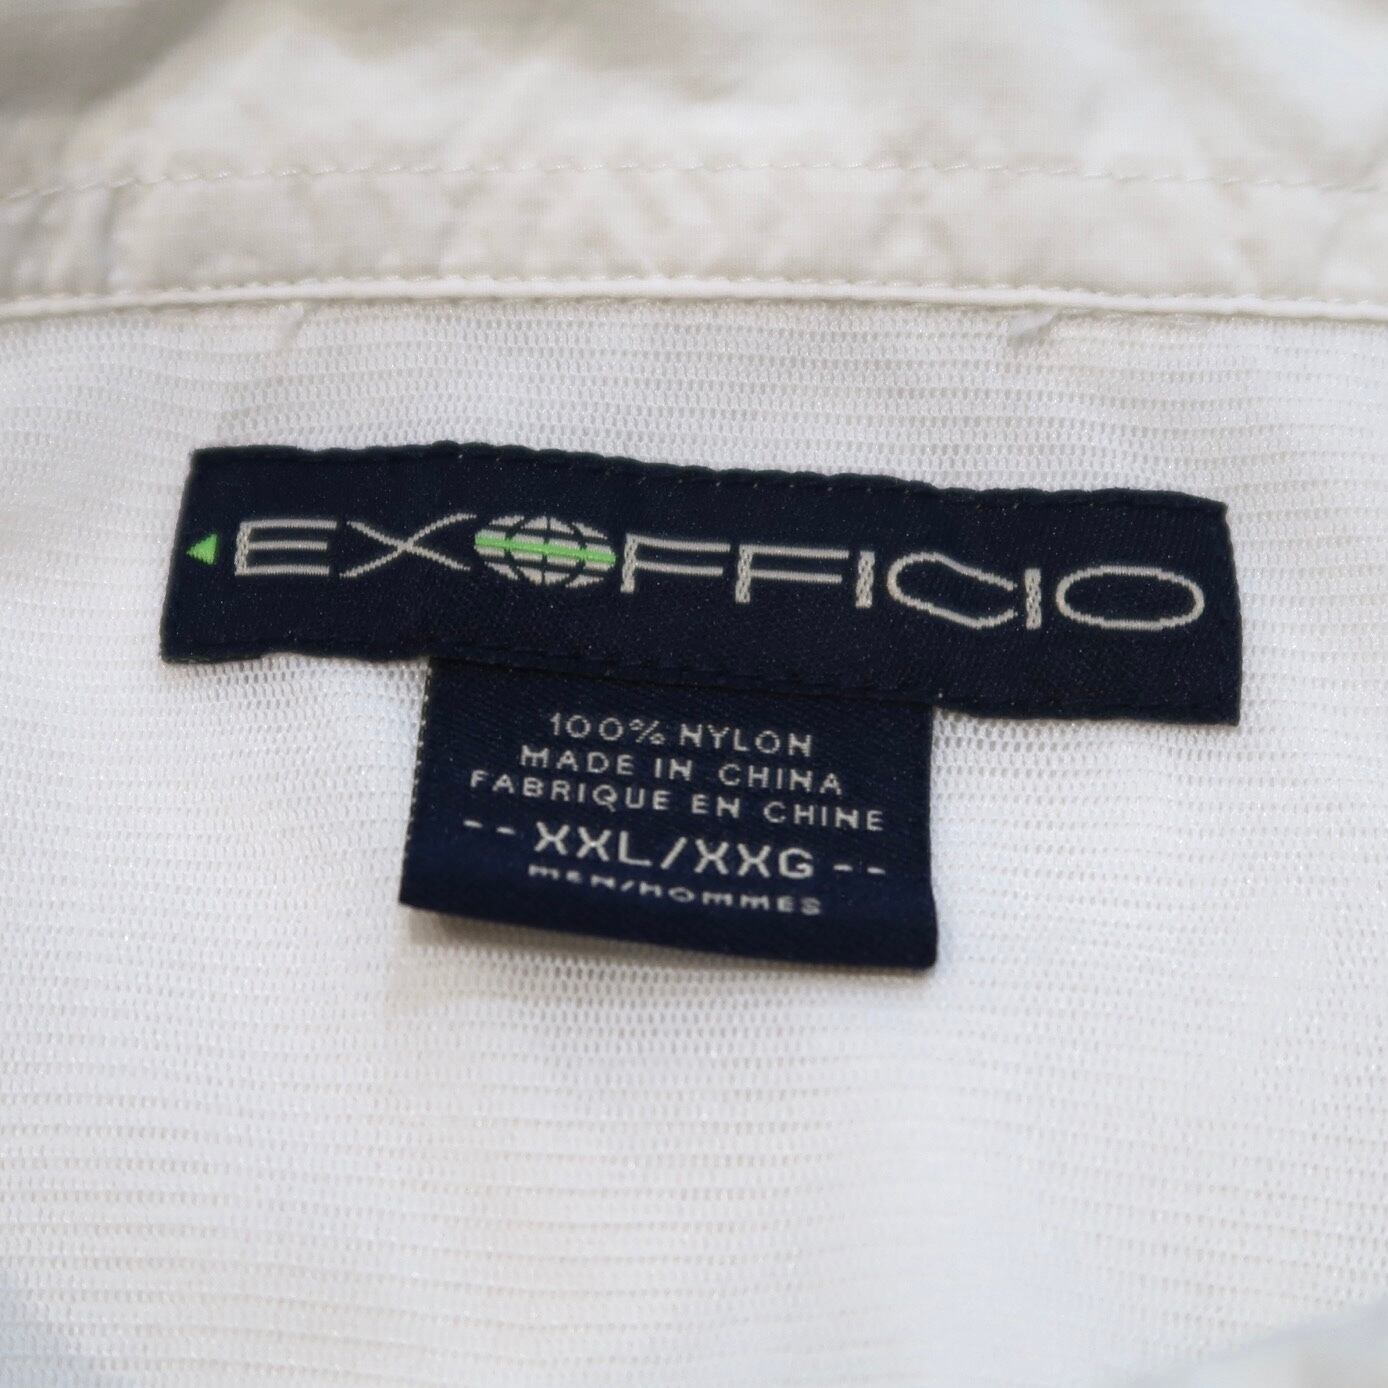 EXOFFICIO
100% NYLON
MADE IN CHINA
FABRIQUE EN CHINE
-- XXL/XXG --
MEN/HOMMES